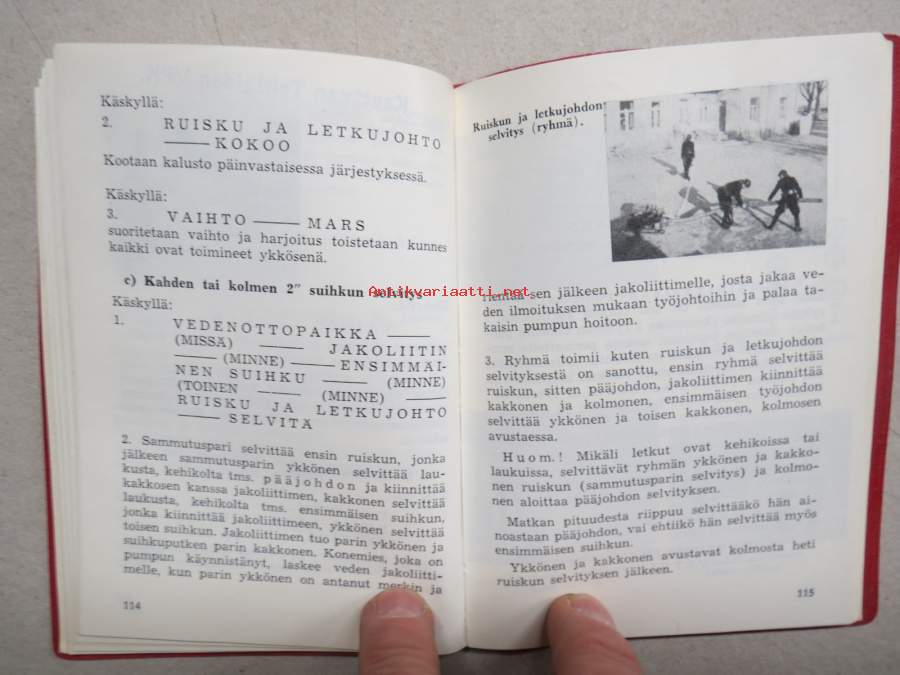 Käskyllä:
2. RUISKU JA LETKUJOHTO
—— KOKOO
Kootaan kalusto päinvastaisessa järjestyksessä.
Käskyllä:
3. VAIHTO —— MARS
suoritetaan vaihto ja harjoitus toistetaan kunnes
kaikki ovat toimineet ykkösenä.
c) Kahden tai kolmen 2″ suihkun selvitys
Käskyllä:
1. VEDENOTTOPAIKKA ——
(MISSÄ) —— JAKOLIITIN
—— (MINNE) —— ENSIMMÄI-
NEN SUIHKU —— (MINNE)
(TOINEN —— (MINNE) ——
RUISKU JA LETKUJOHTO
—— SELVITÄ
2. Sammutuspari selvittää ensin ruiskun, jonka
jälkeen sammutusparin ykkönen selvittää lau-
kusta, kehikolta tms. pääjohdon ja kiinnittää
kakkosen kanssa jakoliittimen, kakkonen selvittää
laukusta, kehikolta tms. ensimmäisen suihkun,
jonka kiinnittää jakoliittimeen, ykkönen selvittää
toisen suihkun. Jakoliittimen tuo parin ykkönen ja
suihkuputken parin kakkonen. Konemies, joka on
pumpun käynnistänyt, laskee veden jakoliitti-
melle, kun parin ykkönen on antanut merkin ja
114
Antikvariaatti.net
Ruiskun ja letkujohdon
selvitys (ryhmä).
rientää sen jälkeen jakoliittimelle, josta jakaa ve-
den ilmoituksen mukaan työjohtoihin ja palaa ta-
kaisin pumpun hoitoon.
3. Ryhmä toimii kuten ruiskun ja letkujohdon
selvityksestä on sanottu, ensin ryhmä selvittää
ruiskun, sitten pääjohdon, jakoliittimen kiinnittää
kakkonen ja kolmonen, ensimmäisen työjohdon
selvittää ykkönen ja toisen kakkonen, kolmosen
avustaessa.
Huom.! Mikäli letkut ovat kehikoissa tai
laukuissa, selvittävät ryhmän ykkönen ja kakko-
nen ruiskun (sammutusparin selvitys) ja kolmo-
nen aloittaa pääjohdon selvityksen.
Matkan pituudesta riippuu selvittääkö hän ai-
noastaan pääjohdon, vai ehtiikö hän selvittää myös
ensimmäisen suihkun.
Ykkönen ja kakkonen avustavat kolmosta heti
ruiskun selvityksen jälkeen.
115